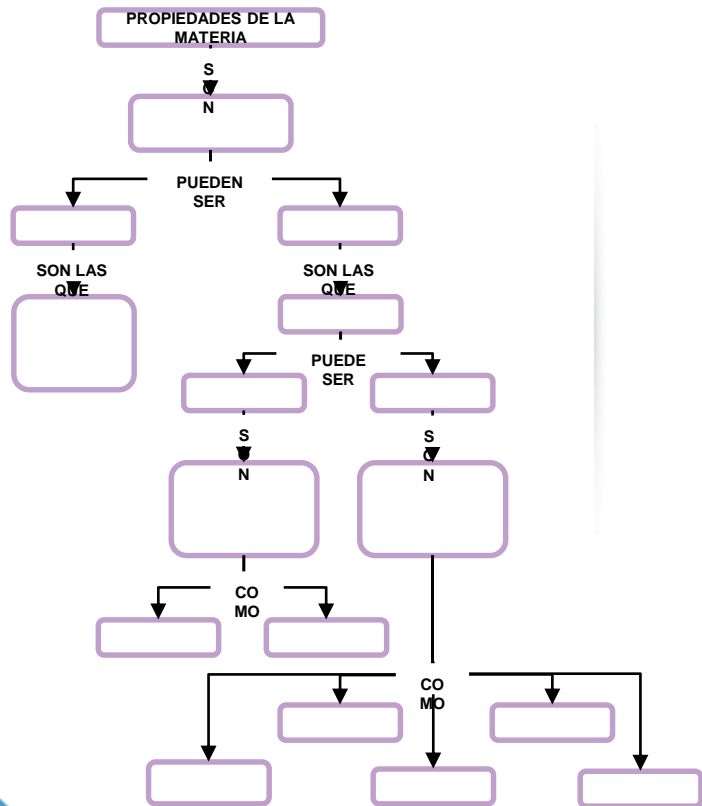 PROPIEDADES DE LA
MATERIA
S
O
N
PUEDEN
SER
SON LAS
QUE
SON LAS
QUE
PUEDE
SER
S
O
N
S
O
N
CO
MO
CO
MO